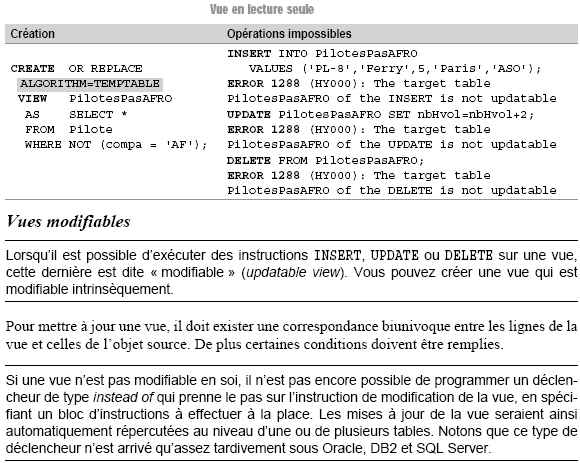 Vue en lecture seule
Création Opérations impossibles
CREATE OR REPLACE
ALGORITHM=TEMPTABLE
VIEW PilotesPasAFRO
AS SELECT *
FROM Pilote
WHERE NOT (compa = 'AF');
INSERT INTO PilotesPasAFRO
VALUES ('PL-8','Ferry',5,'Paris','ASO');
ERROR 1288 (HY000): The target table
PilotesPasAFRO of the INSERT is not updatable
UPDATE PilotesPasAFRO SET nbHvol=nbHvol+2;
ERROR 1288 (HY000): The target table
PilotesPasAFRO of the UPDATE is not updatable
DELETE FROM PilotesPasAFRO;
ERROR 1288 (HY000): The target table
PilotesPasAFRO of the DELETE is not updatable
Vues modifiables
Lorsqu'il est possible d'exécuter des instructions INSERT, UPDATE ou DELETE sur une vue,
cette dernière est dite « modifiable » (updatable view). Vous pouvez créer une vue qui est
modifiable intrinsèquement.
Pour mettre à jour une vue, il doit exister une correspondance biunivoque entre les lignes de la
vue et celles de l'objet source. De plus certaines conditions doivent être remplies.
Si une vue n'est pas modifiable en soi, il n'est pas encore possible de programmer un déclen-
cheur de type instead of qui prenne le pas sur l'instruction de modification de la vue, en spéci-
fiant un bloc d'instructions à effectuer à la place. Les mises à jour de la vue seraient ainsi
automatiquement répercutées au niveau d'une ou de plusieurs tables. Notons que ce type de
déclencheur n'est arrivé qu'assez tardivement sous Oracle, DB2 et SQL Server.